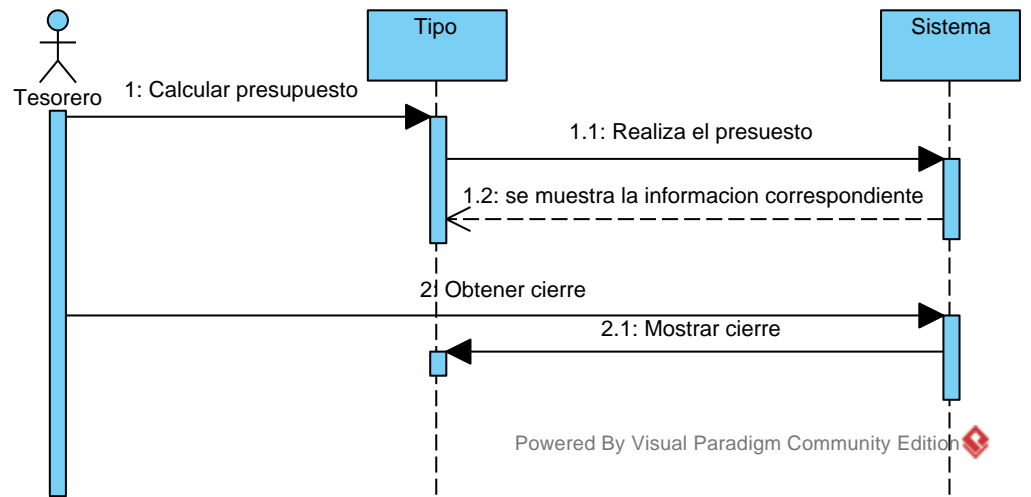 Tipo
Sistema
Tesorero
1: Calcular presupuesto
1.1: Realiza el presuesto
1.2: se muestra la informacion correspondiente
2: Obtener cierre
2.1: Mostrar cierre
Powered By Visual Paradigm Community Edition